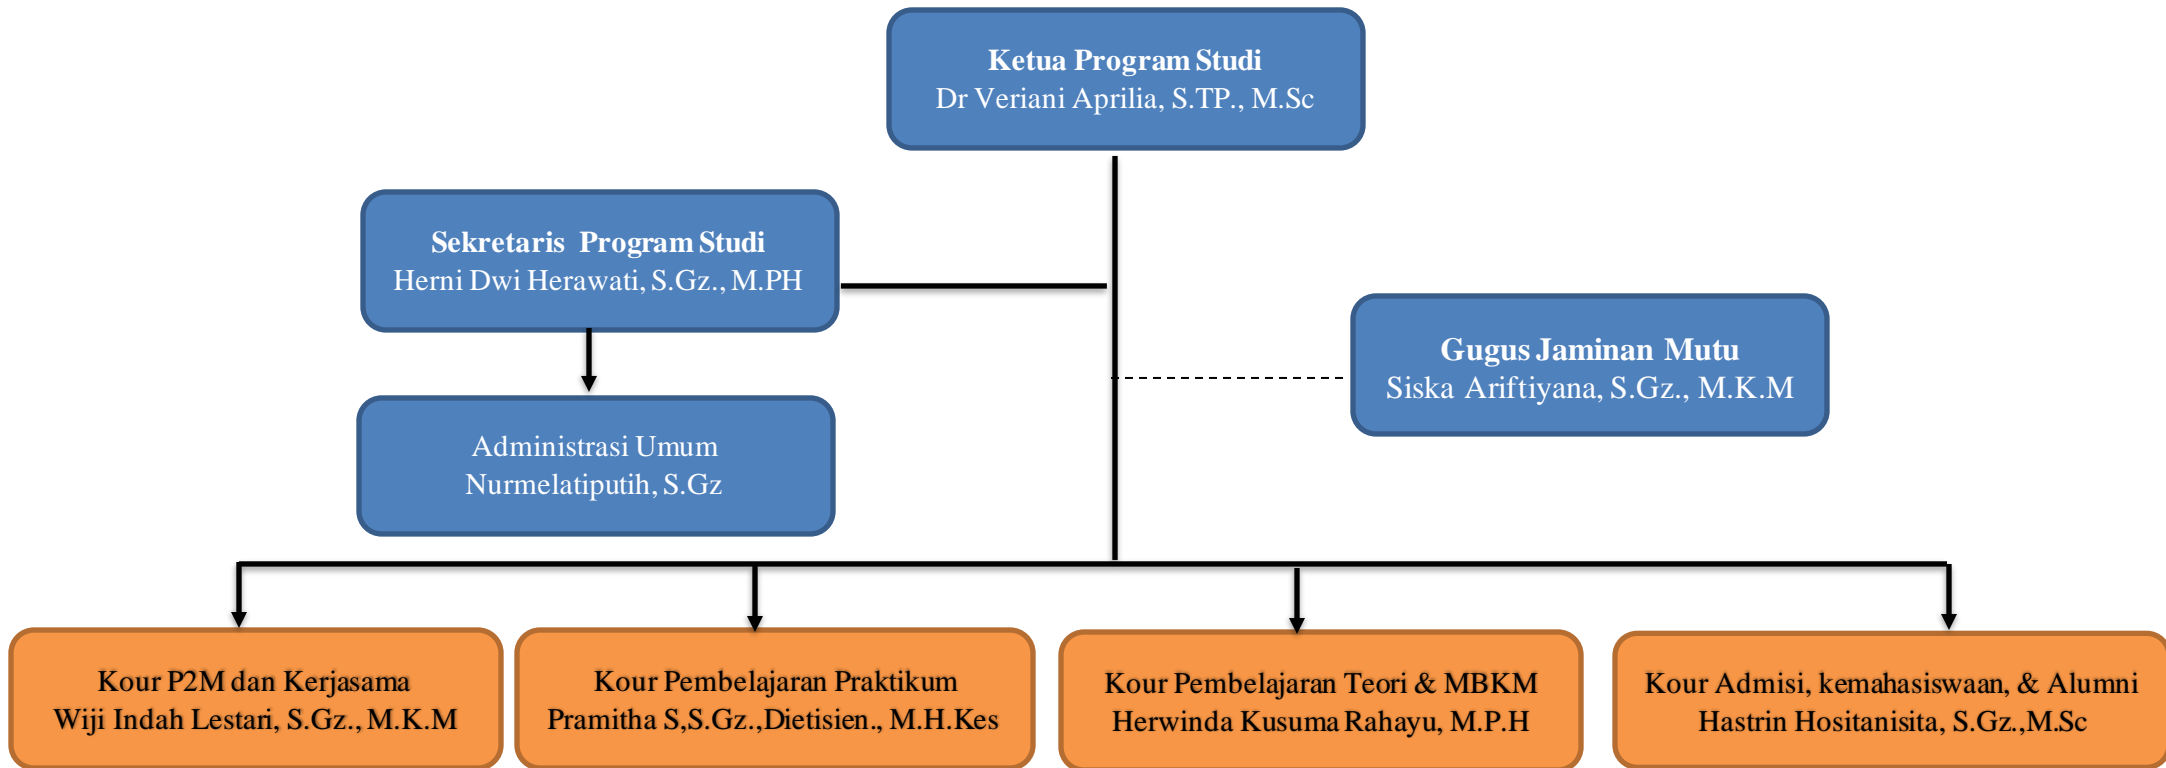 Ketua Program Studi
Dr Veriani Aprilia, S.TP., M.Sc
Sekretaris Program Studi
Herni Dwi Herawati, S.Gz., M.PH
Gugus Jaminan Mutu
Siska Ariftiyana, S.Gz., M.K.M
Administrasi Umum
Nurmelatiputih, S.Gz
Kour P2M dan Kerjasama
Wiji Indah Lestari, S.Gz., M.K.M
Kour Pembelajaran Praktikum
Pramitha S,S.Gz.,Dietisien., M.H.Kes
Kour Pembelajaran Teori & MBKM
Herwinda Kusuma Rahayu, M.P.H
Kour Admisi, kemahasiswaan, & Alumni
Hastrin Hositanisita, S.Gz.,M.Sc